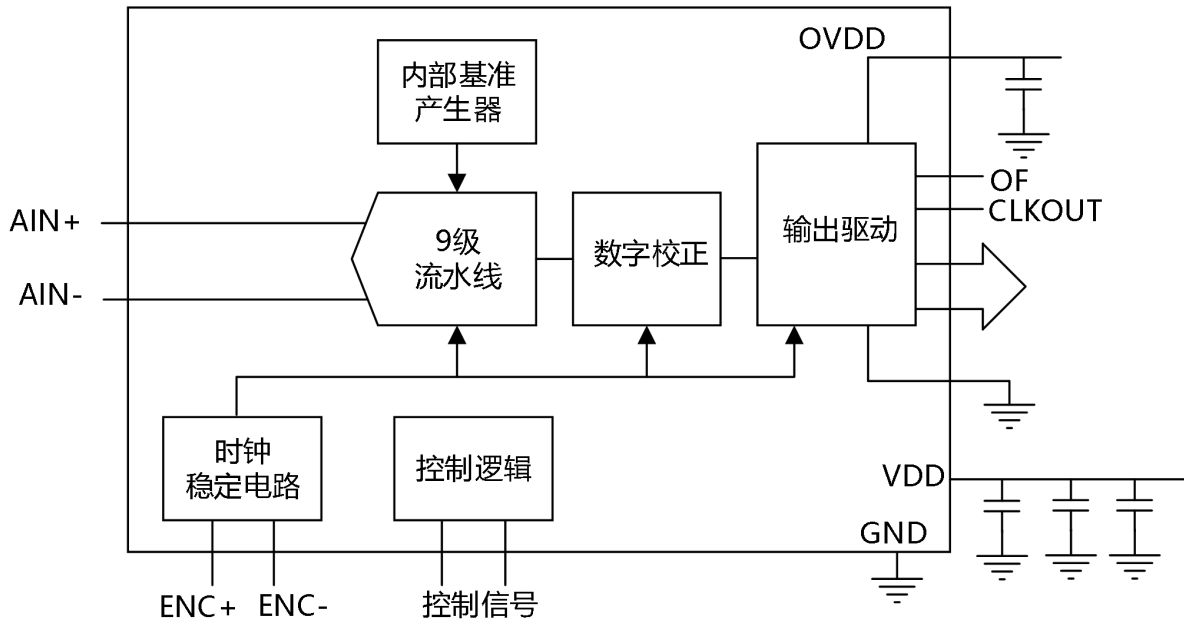 OVDD
内部基准
产生器
OF
CLKOUT
AIN+
9级
流水线
数字校正
输出驱动
AIN-
时钟
稳定电路
控制逻辑
VDD
GND
ENC+
ENC-
控制信号